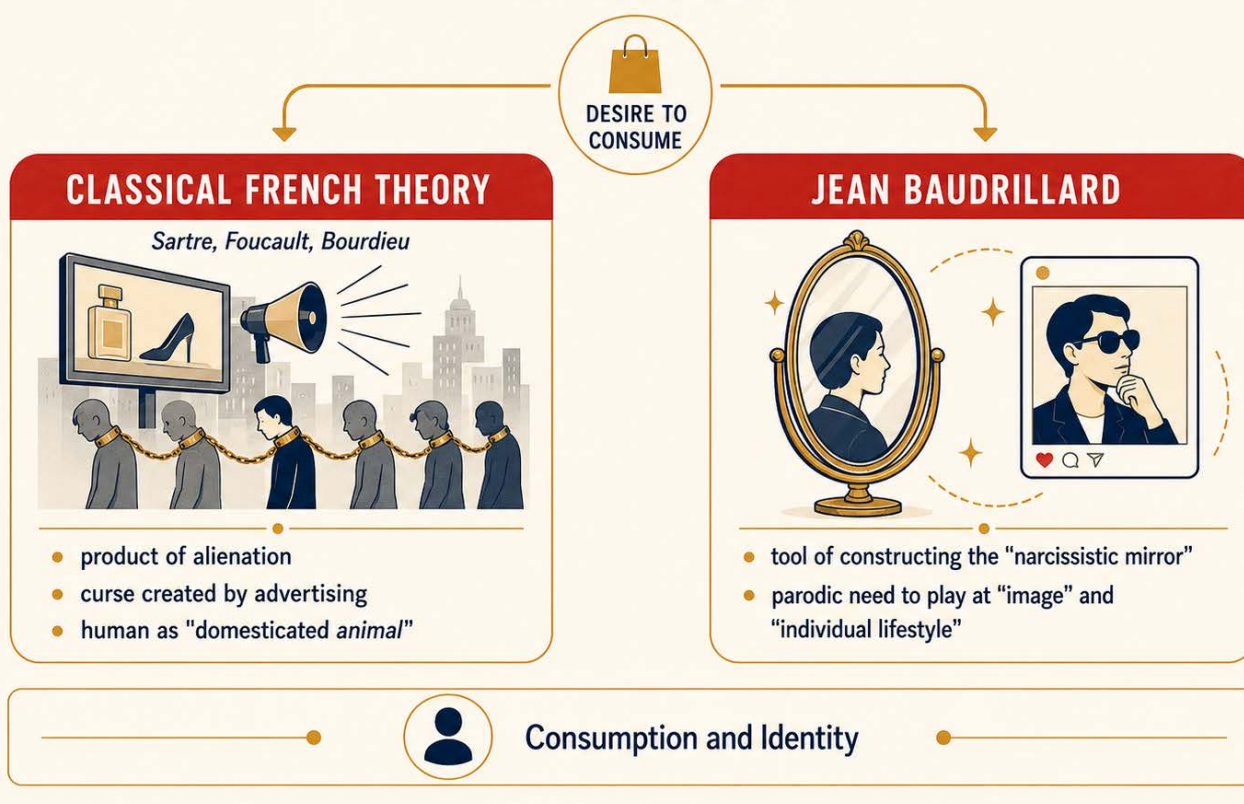 DESIRE TO
CONSUME
CLASSICAL FRENCH THEORY
Sartre, Foucault, Bourdieu
product of alienation
curse created by advertising
human as "domesticated animal”
JEAN BAUDRILLARD
tool of constructing the “narcissistic mirror”
parodic need to play at “image” and
“individual lifestyle”
Consumption and Identity